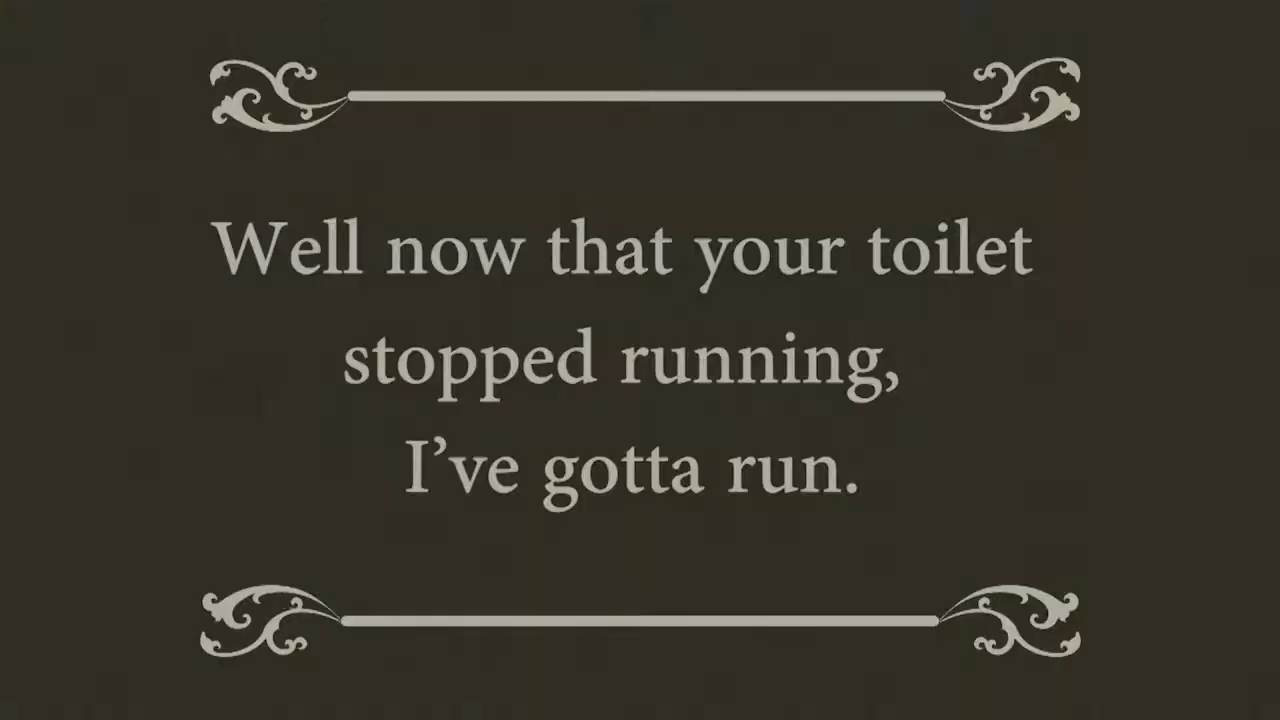 Well now that your toilet
stopped running,
I’ve gotta run.